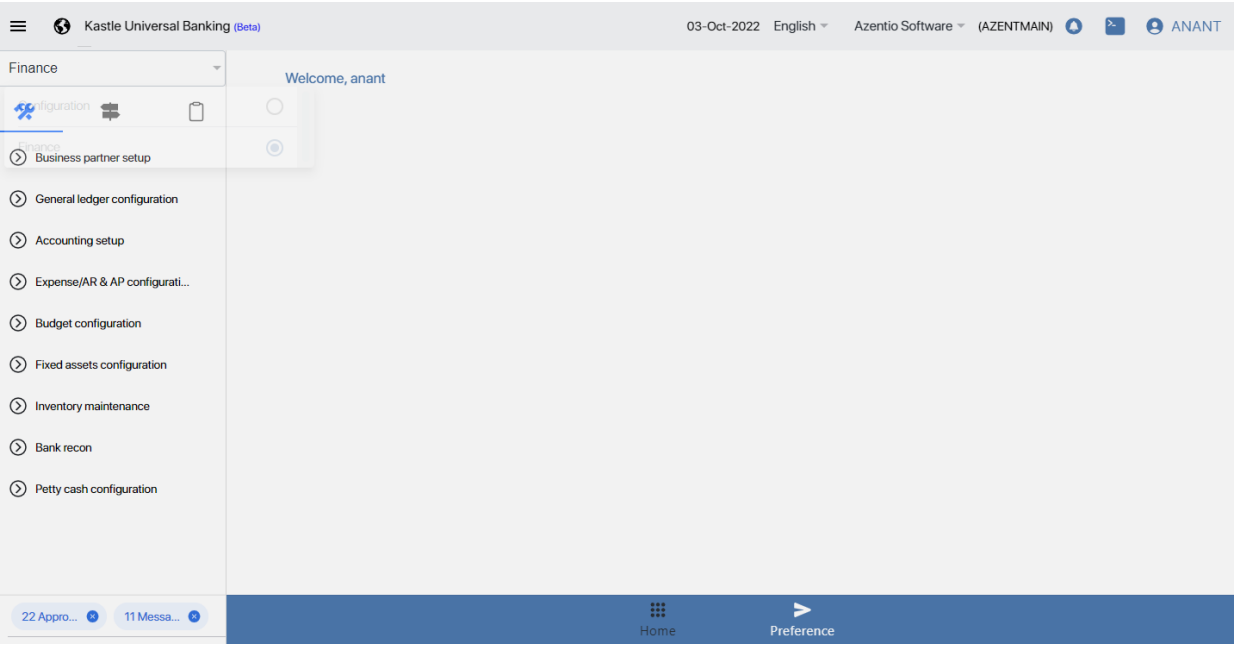 Kastle Universal Banking (Beta) 03-Oct-2022 English Azentio Software (AZENTMAIN) ANANT
Finance
Welcome, anant
Configuration
Finance
Business partner setup
General ledger configuration
Accounting setup
Expense/AR & AP configurati...
Budget configuration
Fixed assets configuration
Inventory maintenance
Bank recon
Petty cash configuration
22 Appro... 11 Messa...
Home Preference